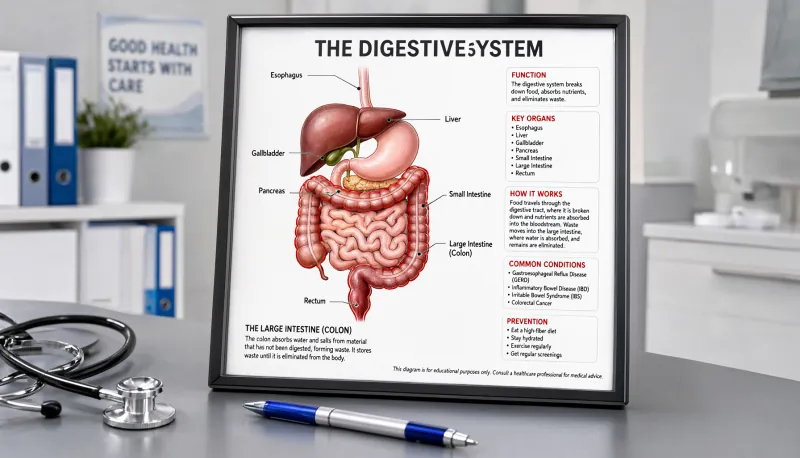 GOOD HEALTH
STARTS WITH
CARE
THE DIGESTIVE SYSTEM
Esophagus
Liver
Gallbladder
Pancreas
Small Intestine
Large Intestine
(Colon)
Rectum
THE LARGE INTESTINE (COLON)
The colon absorbs water and salts from material
that has not been digested, forming waste. It stores
waste until it is eliminated from the body.
FUNCTION
The digestive system breaks
down food, absorbs nutrients,
and eliminates waste.
KEY ORGANS
• Esophagus
• Liver
• Gallbladder
• Pancreas
• Small Intestine
• Large Intestine
• Rectum
HOW IT WORKS
Food travels through the
digestive tract, where it is broken
down and nutrients are absorbed
into the bloodstream. Waste
moves into the large intestine,
where water is absorbed, and
remains are eliminated.
COMMON CONDITIONS
• Gastroesophageal Reflux Disease
(GERD)
• Inflammatory Bowel Disease (IBD)
• Irritable Bowel Syndrome (IBS)
• Colorectal Cancer
PREVENTION
• Eat a high-fiber diet
• Stay hydrated
• Exercise regularly
• Get regular screenings
This diagram is for educational purposes only. Consult a healthcare professional for medical advice.